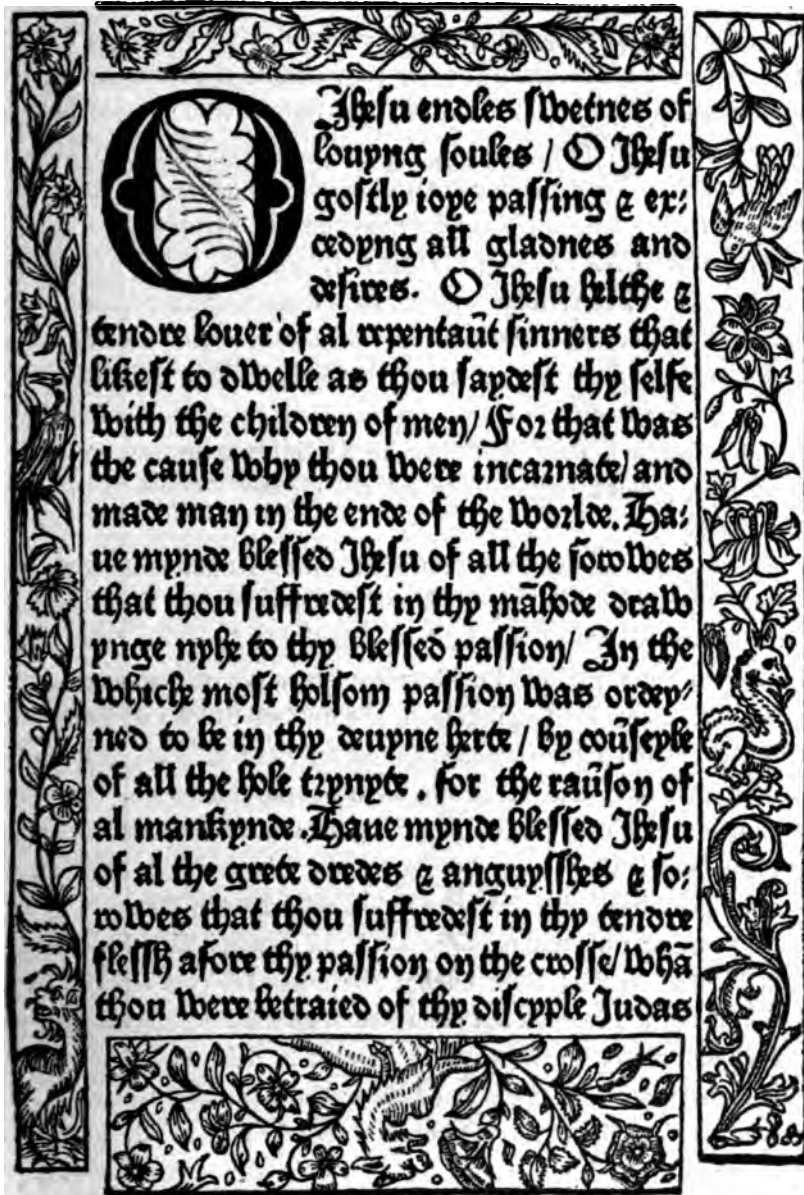 O Jhesu endles swetnes of
louyng soules / O Jhesu
gostly ioye passing & ex⸗
cedyng all gladnes and
desires. O Jhesu helthe &
tendre louer of al repentaūt sinners that
likest to dwelle as thou saydest thy selfe
with the children of men/ For that was
the cause why thou were incarnate/ and
made man in the ende of the worlde. Ha⸗
ue mynde blessed Jhesu of all the sorowes
that thou suffredest in thy māhode draw
ynge nyhe to thy blessed passion/ In the
whiche most holsom passion was ordey⸗
ned to be in thy deuyne herte / by coūseyle
of all the hole trynyte . for the raūson of
al mankynde . Haue mynde blessed Jhesu
of al the grete dredes & anguysshes & so⸗
rowes that thou suffredest in thy tendre
flessh afore thy passion on the crosse/ whā
thou were betraied of thy discyple Judas